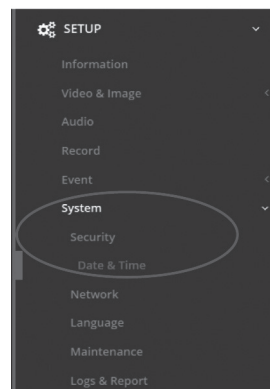 SETUP
Information
Video & Image
Audio
Record
Event
System
Security
Date & Time
Network
Language
Maintenance
Logs & Report